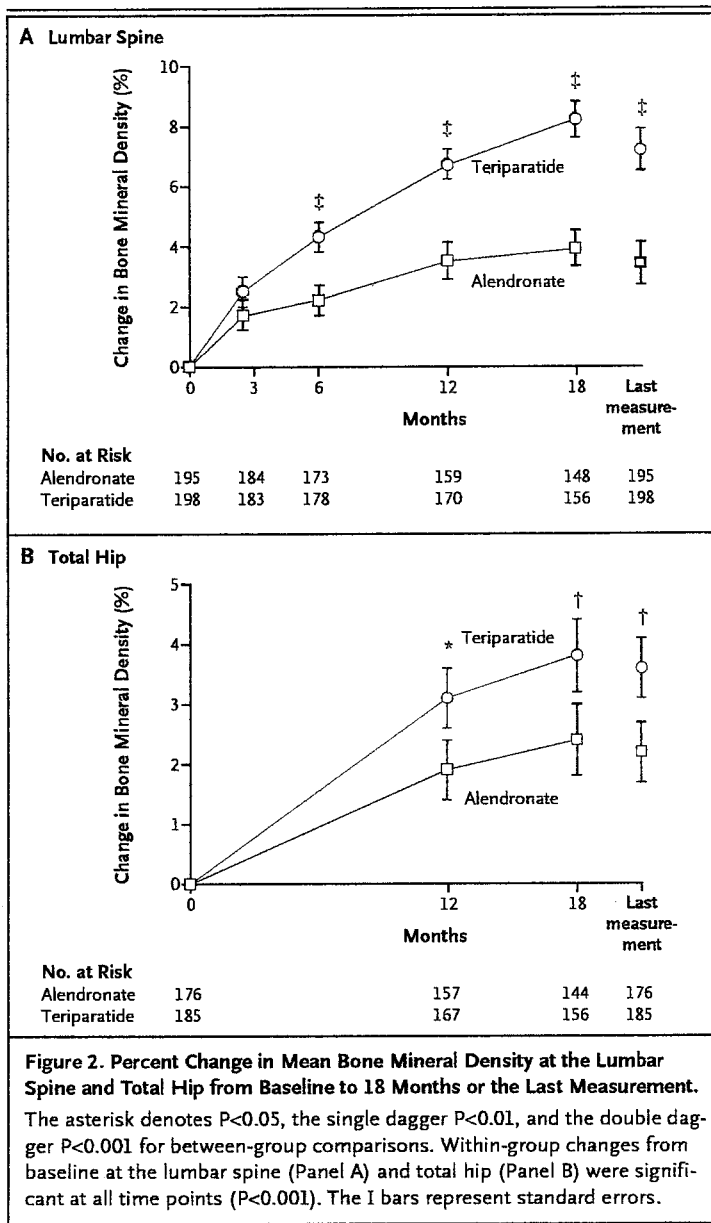 A Lumbar Spine
Change in Bone Mineral Density (%)
10
8
6
4
2
0
‡
‡
‡
‡
Teriparatide
Alendronate
0 3 6 12 18 Last
measure-
ment
Months
No. at Risk
Alendronate 195 184 173 159 148 195
Teriparatide 198 183 178 170 156 198
B Total Hip
Change in Bone Mineral Density (%)
5
4
3
2
1
0
*
†
†
Teriparatide
Alendronate
0 12 18 Last
measure-
ment
Months
No. at Risk
Alendronate 176 157 144 176
Teriparatide 185 167 156 185
Figure 2. Percent Change in Mean Bone Mineral Density at the Lumbar
Spine and Total Hip from Baseline to 18 Months or the Last Measurement.
The asterisk denotes P<0.05, the single dagger P<0.01, and the double dag-
ger P<0.001 for between-group comparisons. Within-group changes from
baseline at the lumbar spine (Panel A) and total hip (Panel B) were signifi-
cant at all time points (P<0.001). The I bars represent standard errors.